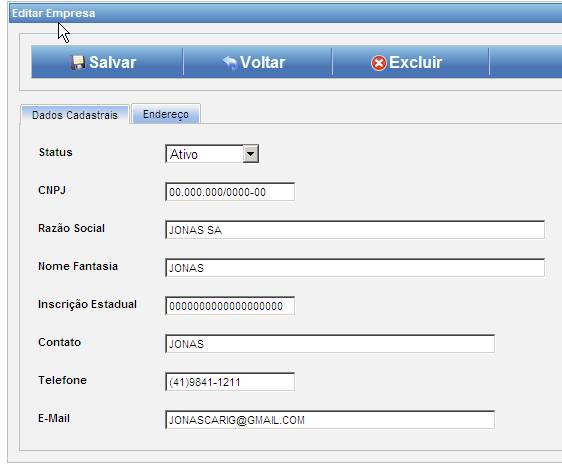 Editar Empresa
Salvar Voltar Excluir
Dados Cadastrais Endereço
Status Ativo
CNPJ 00.000.000/0000-00
Razão Social JONAS SA
Nome Fantasia JONAS
Inscrição Estadual 0000000000000000000
Contato JONAS
Telefone (41)9841-1211
E-Mail JONASCARIG@GMAIL.COM